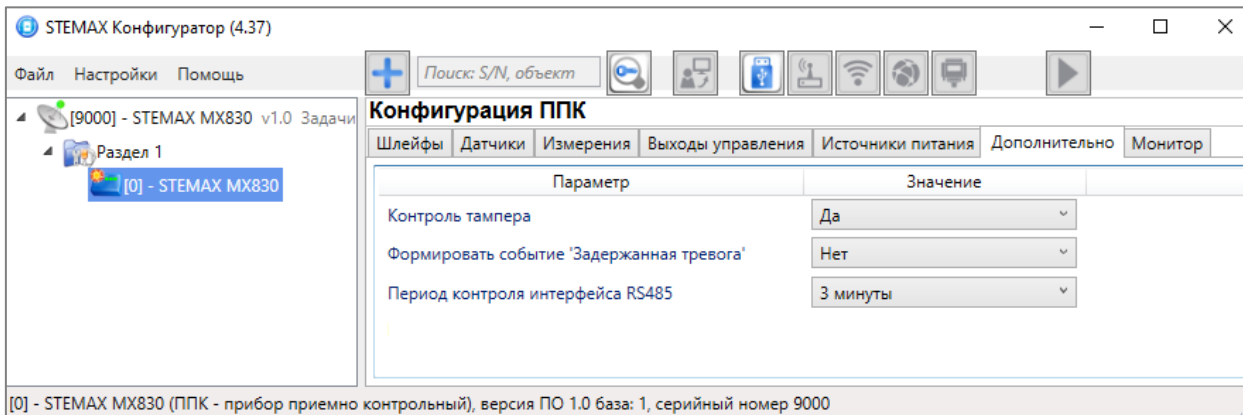 STEMAX Конфигуратор (4.37)
Файл Настройки Помощь
Поиск: S/N, объект
[9000] - STEMAX MX830 v1.0 Задачи
Раздел 1
[0] - STEMAX MX830
Конфигурация ППК
Шлейфы Датчики Измерения Выходы управления Источники питания Дополнительно Монитор
Параметр Значение
Контроль тампера Да
Формировать событие 'Задержанная тревога' Нет
Период контроля интерфейса RS485 3 минуты
[0] - STEMAX MX830 (ППК - прибор приемно контрольный), версия ПО 1.0 база: 1, серийный номер 9000